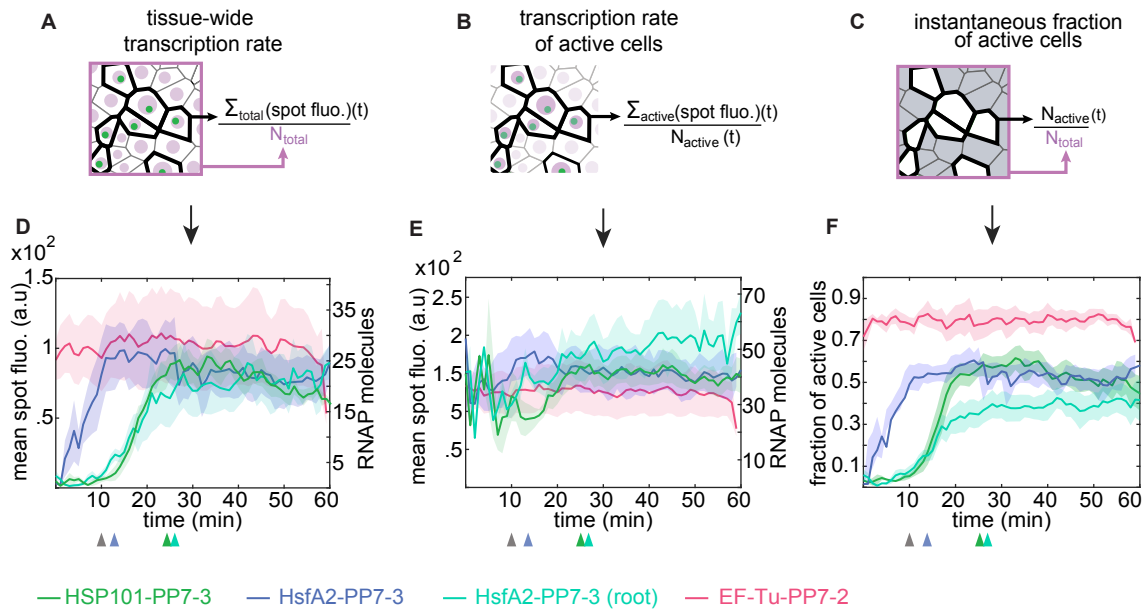 A
tissue-wide
transcription rate
Σtotal(spot fluo.)(t)
Ntotal
B
transcription rate
of active cells
Σactive(spot fluo.)(t)
Nactive (t)
C
instantaneous fraction
of active cells
Nactive(t)
Ntotal
D
x10²
mean spot fluo. (a.u)
1.5
1
.5
35
25
15
5
RNAP molecules
10 20 30 40 50 60
time (min)
E
x10²
mean spot fluo. (a.u)
2.5
2
1.5
5
.5
70
50
30
10
RNAP molecules
10 20 30 40 50 60
time (min)
F
fraction of active cells
0.9
0.7
0.5
0.3
0.1
10 20 30 40 50 60
time (min)
HSP101-PP7-3
HsfA2-PP7-3
HsfA2-PP7-3 (root)
EF-Tu-PP7-2